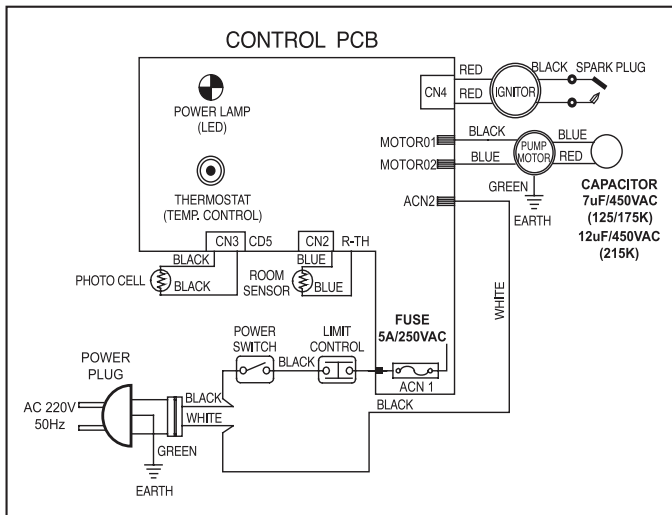 CONTROL PCB
POWER LAMP
(LED)
THERMOSTAT
(TEMP. CONTROL)
CN4
RED
RED
IGNITOR
BLACK
SPARK PLUG
MOTOR01
MOTOR02
BLACK
BLUE
PUMP
MOTOR
BLUE
RED
GREEN
EARTH
CAPACITOR
7uF/450VAC
(125/175K)
12uF/450VAC
(215K)
ACN2
WHITE
CN3
CD5
BLACK
BLACK
PHOTO CELL
CN2
R-TH
BLUE
BLUE
ROOM
SENSOR
FUSE
5A/250VAC
ACN 1
POWER
SWITCH
BLACK
LIMIT
CONTROL
BLACK
POWER
PLUG
AC 220V
50Hz
BLACK
WHITE
GREEN
EARTH